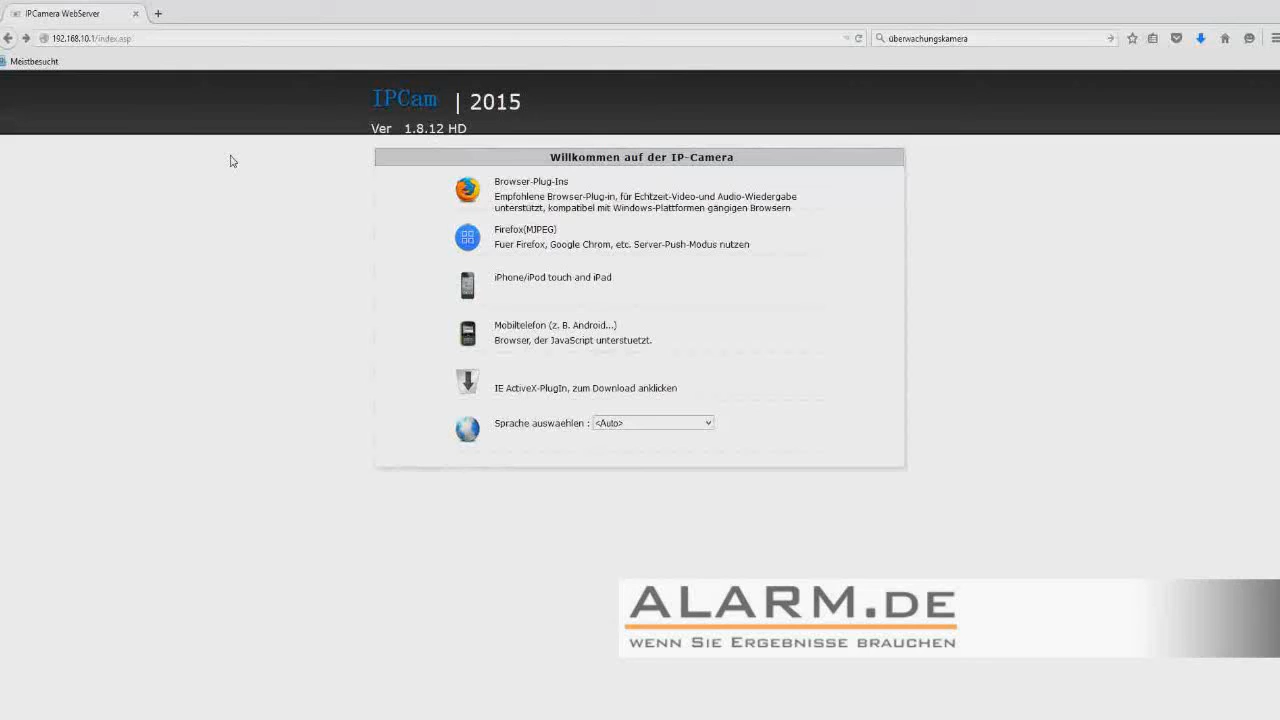 IPCamera WebServer
192.168.10.1/index.asp
überwachungskamera
Meistbesucht
IPCam | 2015
Ver 1.8.12 HD
Willkommen auf der IP-Camera
Browser-Plug-Ins
Empfohlene Browser-Plug-in, für Echtzeit-Video-und Audio-Wiedergabe
unterstützt, kompatibel mit Windows-Plattformen gängigen Browsern
Firefox(MJPEG)
Fuer Firefox, Google Chrom, etc. Server-Push-Modus nutzen
iPhone/iPod touch and iPad
Mobiltelefon (z. B. Android...)
Browser, der JavaScript unterstuetzt.
IE ActiveX-PlugIn, zum Download anklicken
Sprache auswaehlen : <Auto>
ALARM.DE
WENN SIE ERGEBNISSE BRAUCHEN